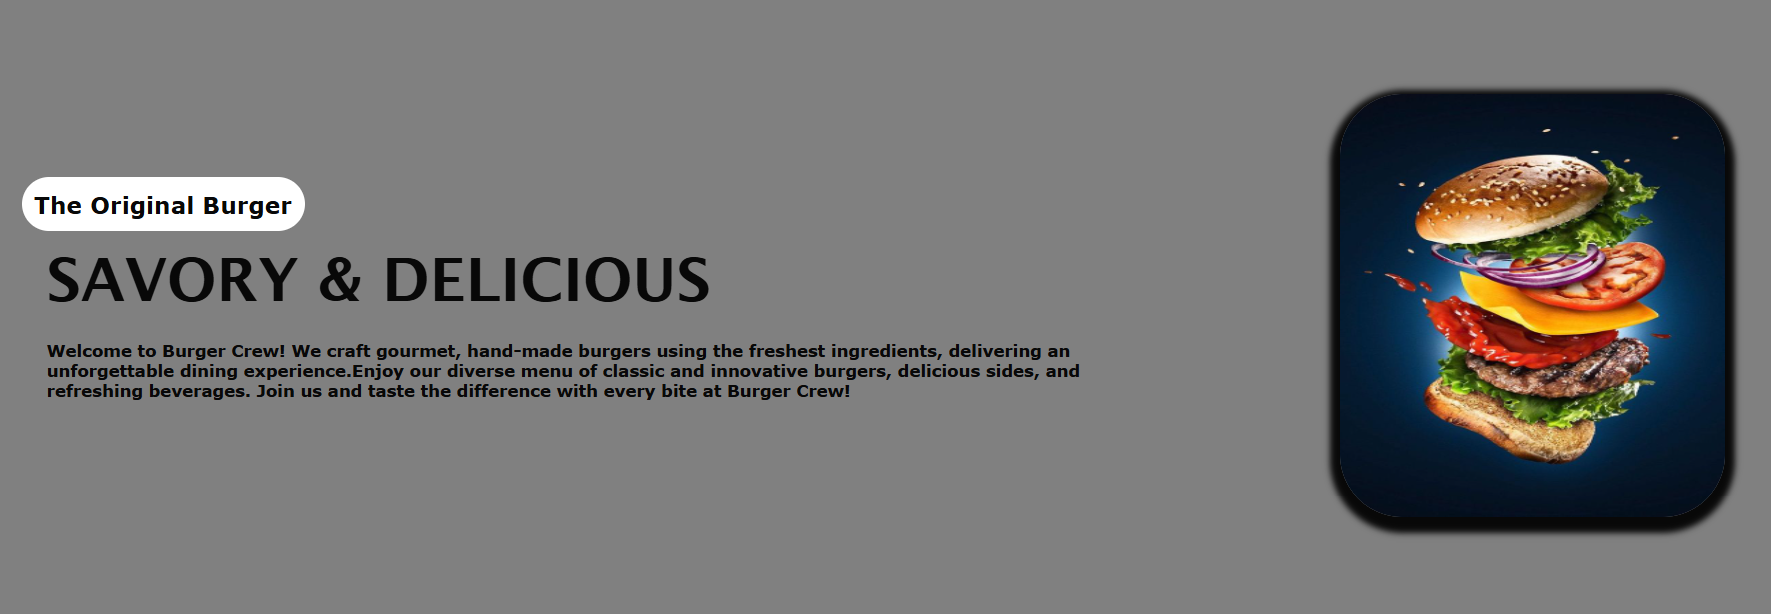 The Original Burger
SAVORY & DELICIOUS
Welcome to Burger Crew! We craft gourmet, hand-made burgers using the freshest ingredients, delivering an
unforgettable dining experience.Enjoy our diverse menu of classic and innovative burgers, delicious sides, and
refreshing beverages. Join us and taste the difference with every bite at Burger Crew!